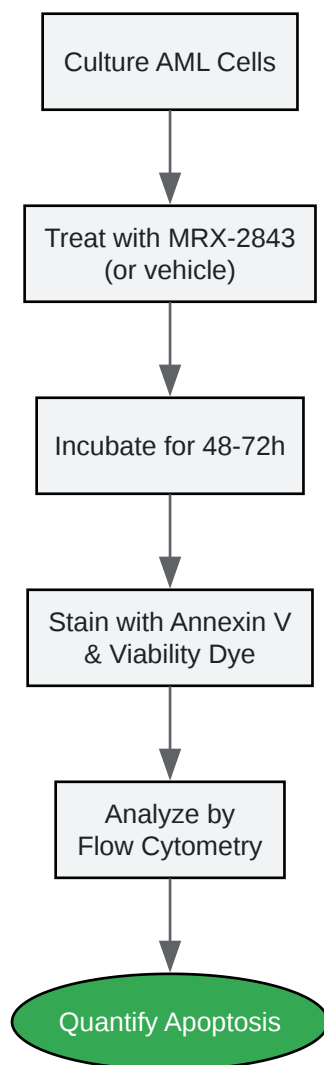 Culture AML Cells
Treat with MRX-2843
(or vehicle)
Incubate for 48-72h
Stain with Annexin V
& Viability Dye
Analyze by
Flow Cytometry
Quantify Apoptosis